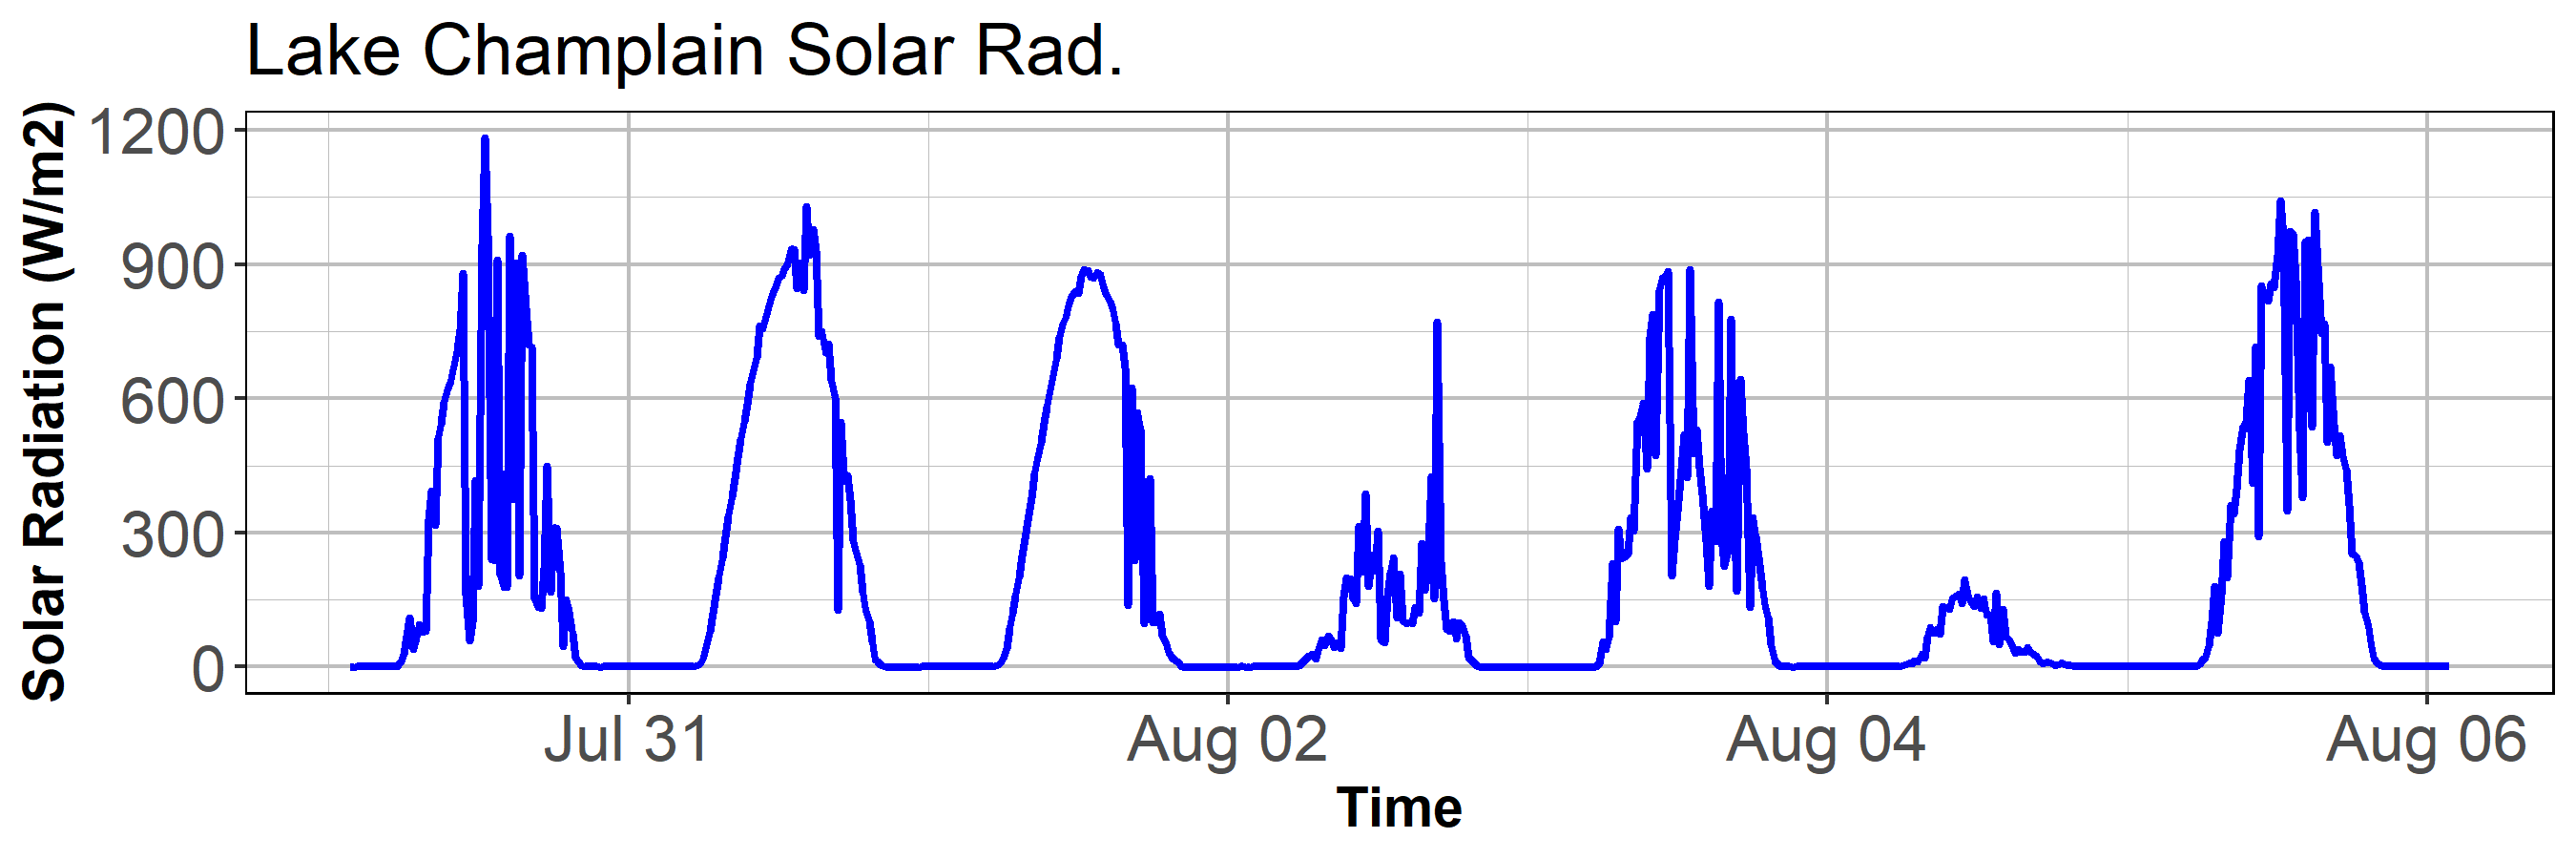 Lake Champlain Solar Rad.
Solar Radiation (W/m2)
1200
900
600
300
0
Jul 31 Aug 02 Aug 04 Aug 06
Time